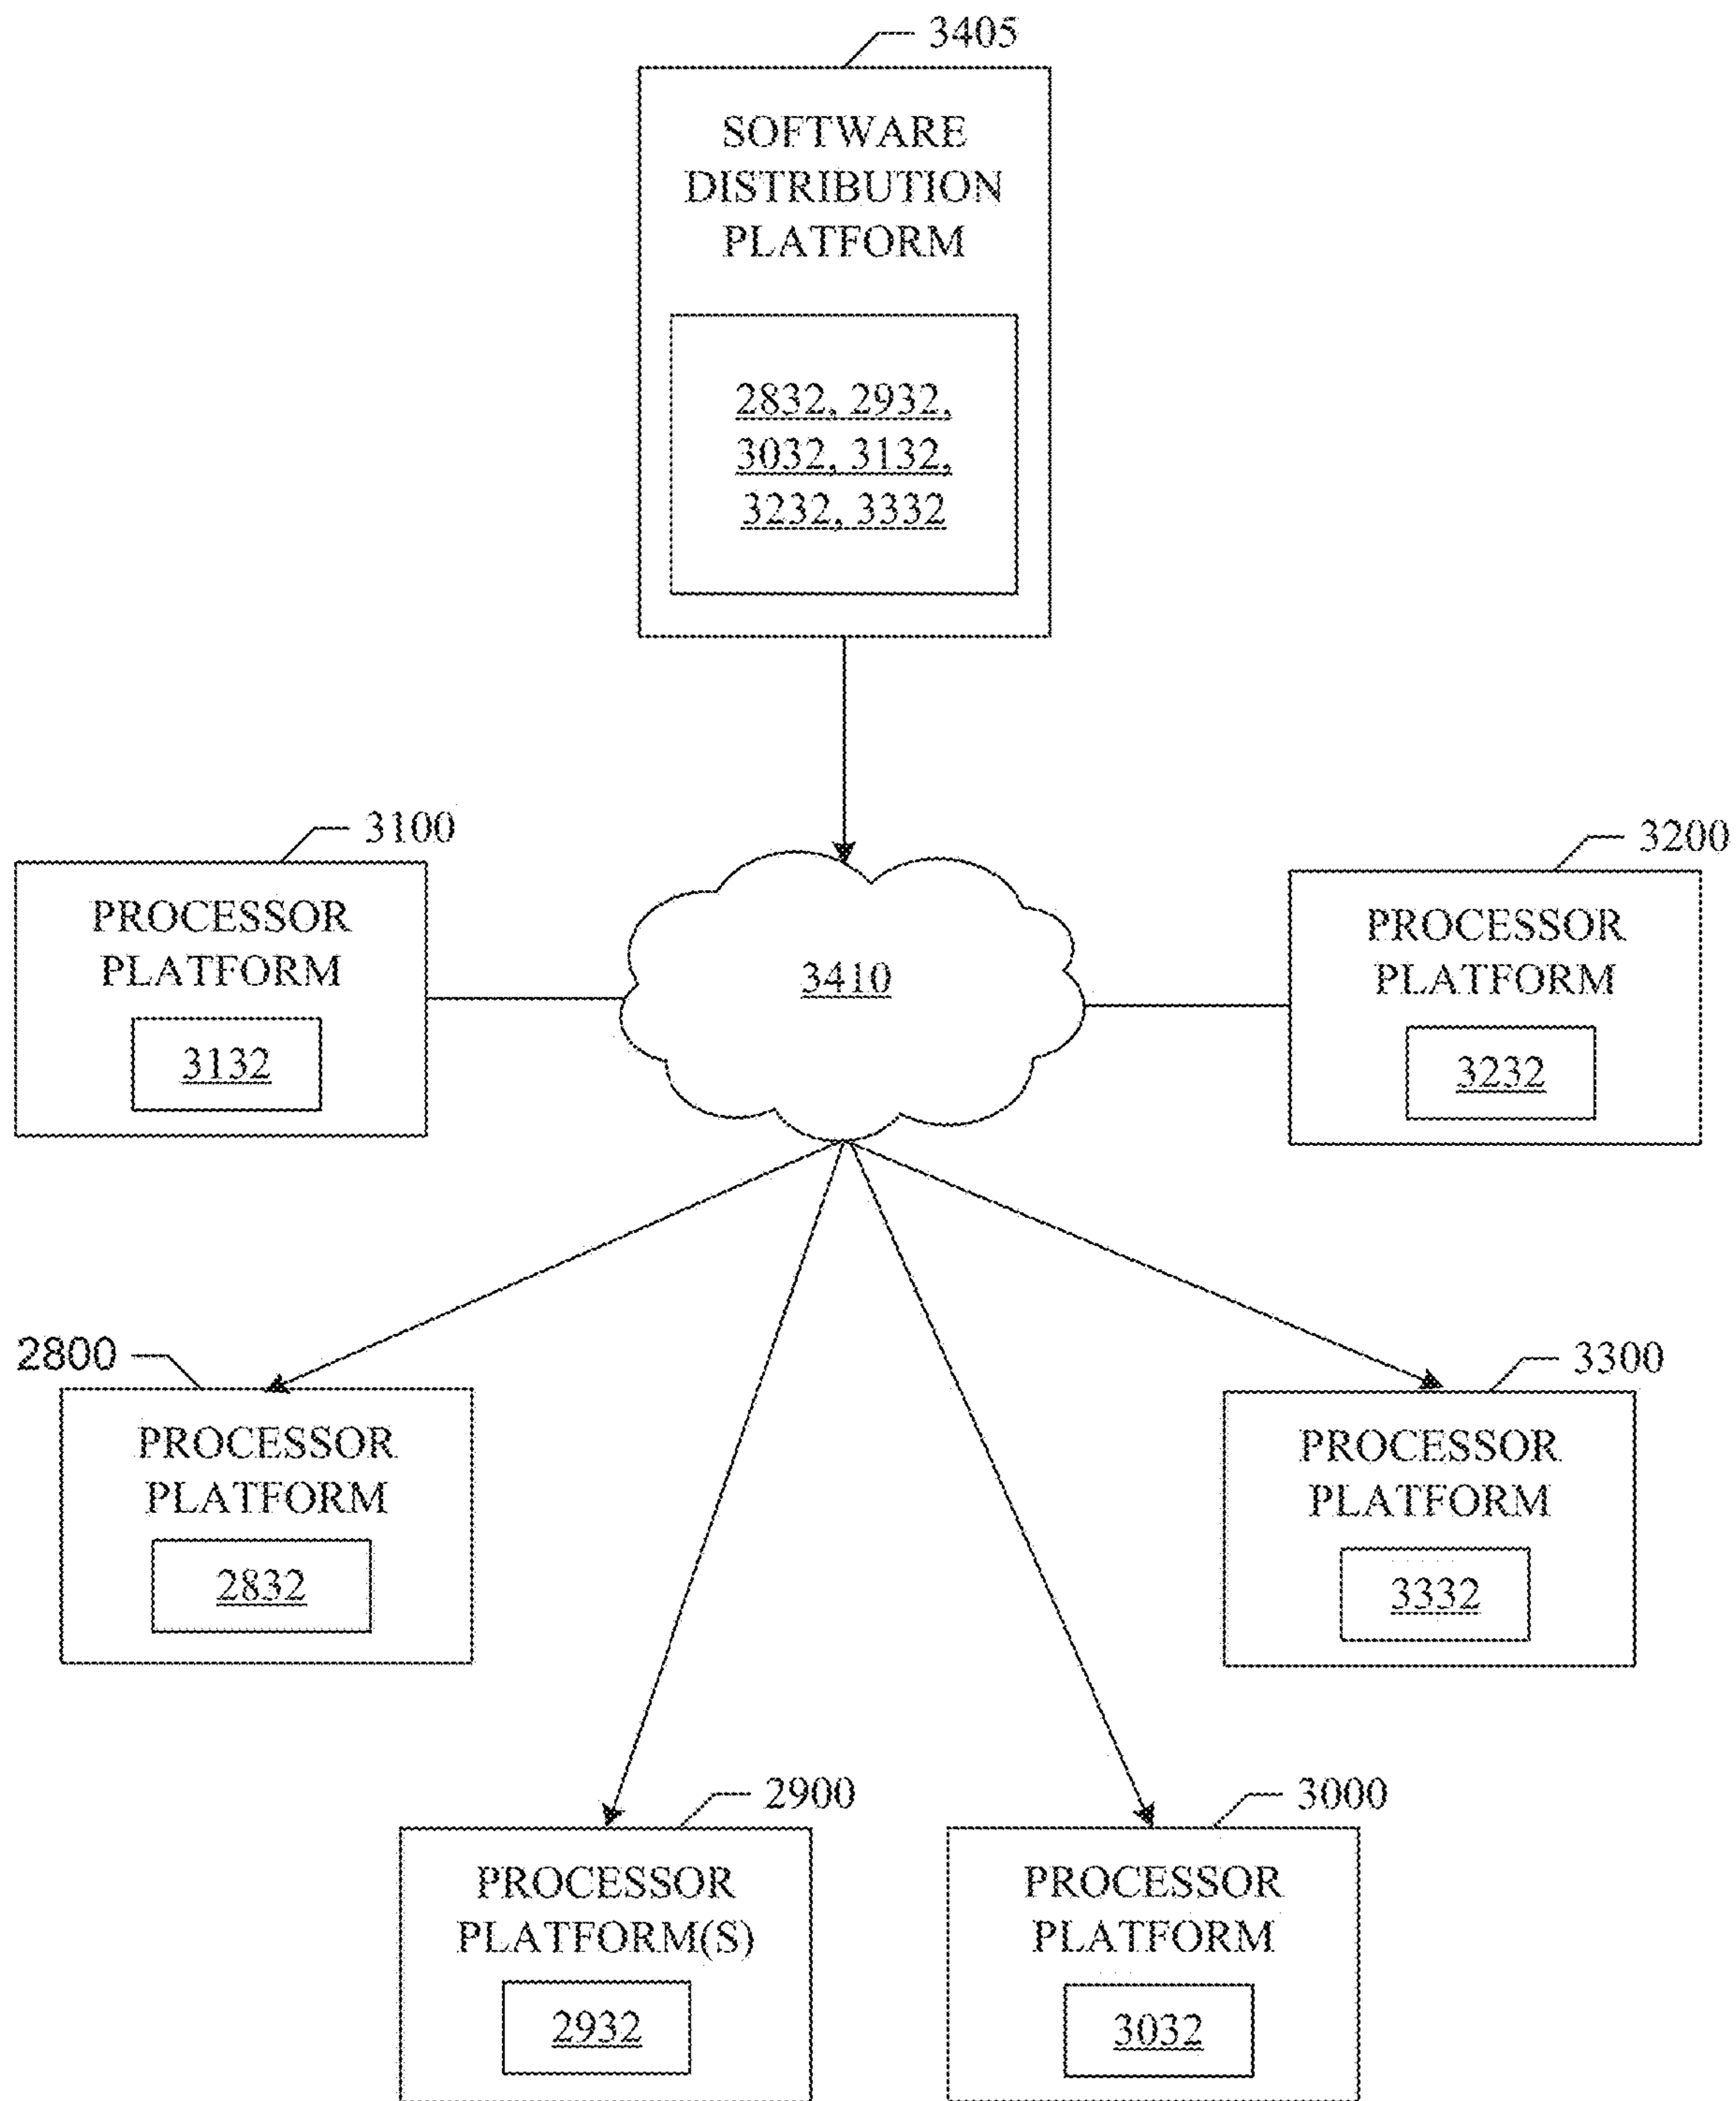 3405
SOFTWARE
DISTRIBUTION
PLATFORM
2832, 2932,
3032, 3132,
3232, 3332
3100
PROCESSOR
PLATFORM
3132
3410
3200
PROCESSOR
PLATFORM
3232
2800
PROCESSOR
PLATFORM
2832
3300
PROCESSOR
PLATFORM
3332
2900
PROCESSOR
PLATFORM(S)
2932
3000
PROCESSOR
PLATFORM
3032